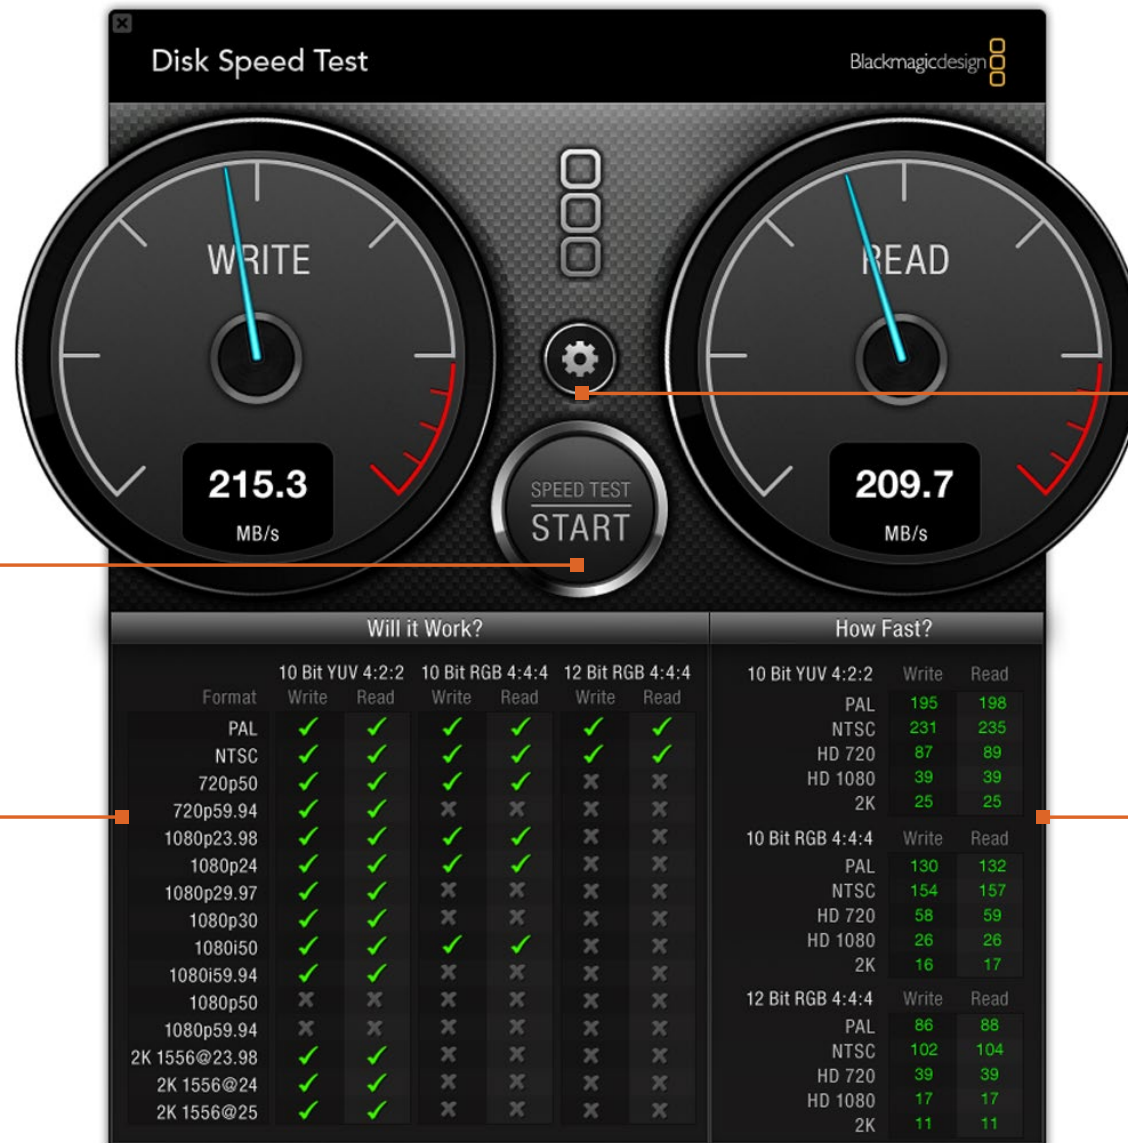 Disk Speed Test
Blackmagicdesign
WRITE
215.3
MB/s
SPEED TEST
START
READ
209.7
MB/s
Will it Work?
10 Bit YUV 4:2:2 10 Bit RGB 4:4:4 12 Bit RGB 4:4:4
Format Write Read Write Read Write Read
PAL
NTSC
720p50
720p59.94
1080p23.98
1080p24
1080p29.97
1080p30
1080i50
1080i59.94
1080p50
1080p59.94
2K 1556@23.98
2K 1556@24
2K 1556@25
How Fast?
10 Bit YUV 4:2:2 Write Read
PAL 195 198
NTSC 231 235
HD 720 87 89
HD 1080 39 39
2K 25 25
10 Bit RGB 4:4:4 Write Read
PAL 130 132
NTSC 154 157
HD 720 58 59
HD 1080 26 26
2K 16 17
12 Bit RGB 4:4:4 Write Read
PAL 86 88
NTSC 102 104
HD 720 39 39
HD 1080 17 17
2K 11 11